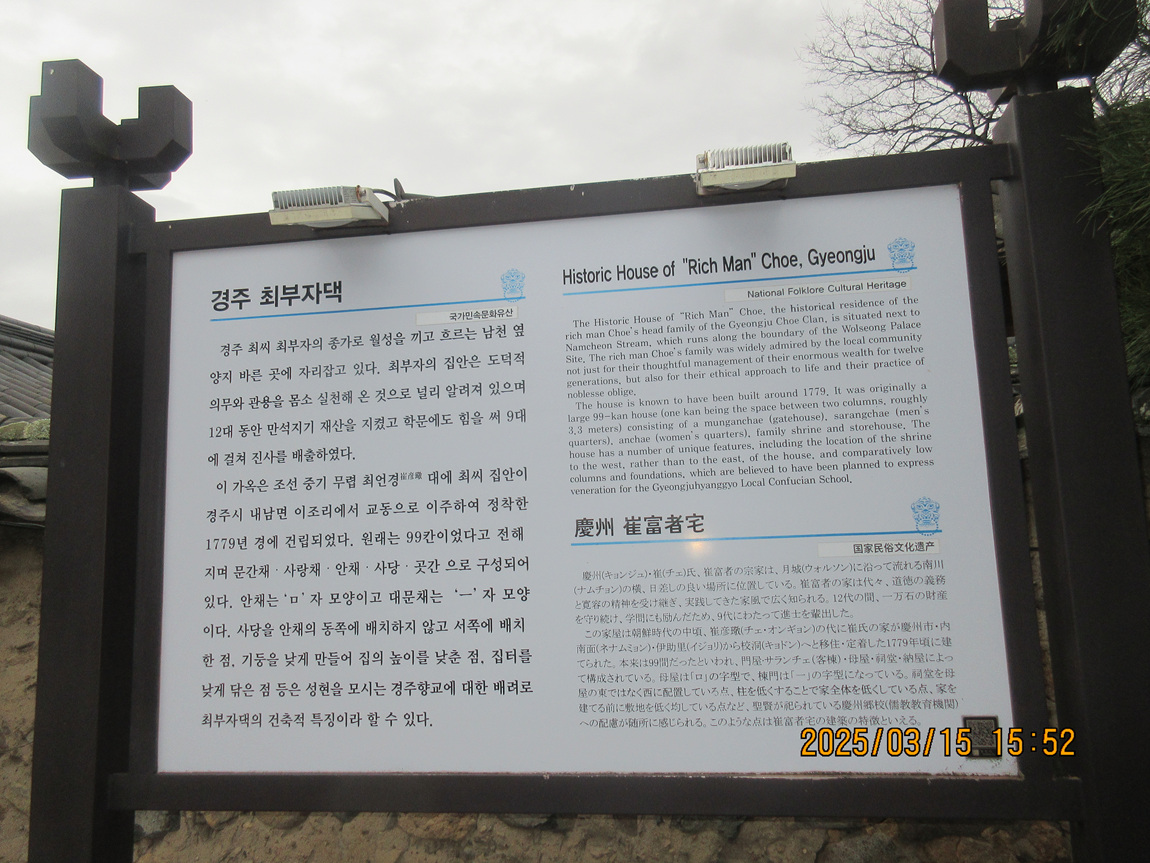 경주 최부자댁
국가민속문화유산
경주 최씨 최부자의 종가로 월성을 끼고 흐르는 남천 옆
양지 바른 곳에 자리잡고 있다. 최부자의 집안은 도덕적
의무와 관용을 몸소 실천해 온 것으로 널리 알려져 있으며
12대 동안 만석지기 재산을 지켰고 학문에도 힘을 써 9대
에 걸쳐 진사를 배출하였다.
이 가옥은 조선 중기 무렵 최언경崔彦璥 대에 최씨 집안이
경주시 내남면 이조리에서 교동으로 이주하여 정착한
1779년 경에 건립되었다. 원래는 99칸이었다고 전해
지며 문간채 · 사랑채 · 안채 · 사당 · 곳간 으로 구성되어
있다. 안채는 ‘ㅁ’ 자 모양이고 대문채는 ‘一’ 자 모양
이다. 사당을 안채의 동쪽에 배치하지 않고 서쪽에 배치
한 점, 기둥을 낮게 만들어 집의 높이를 낮춘 점, 집터를
낮게 닦은 점 등은 성현을 모시는 경주향교에 대한 배려로
최부자댁의 건축적 특징이라 할 수 있다.
Historic House of "Rich Man" Choe, Gyeongju
National Folklore Cultural Heritage
The Historic House of “Rich Man” Choe, the historical residence of the
rich man Choe's head family of the Gyeongju Choe Clan, is situated next to
Namcheon Stream, which runs along the boundary of the Wolseong Palace
Site. The rich man Choe's family was widely admired by the local community
not just for their thoughtful management of their enormous wealth for twelve
generations, but also for their ethical approach to life and their practice of
noblesse oblige.
The house is known to have been built around 1779. It was originally a
large 99-kan house (one kan being the space between two columns, roughly
3.3 meters) consisting of a munganchae (gatehouse), sarangchae (men's
quarters), anchae (women's quarters), family shrine and storehouse. The
house has a number of unique features, including the location of the shrine
to the west, rather than to the east, of the house, and comparatively low
columns and foundations, which are believed to have been planned to express
veneration for the Gyeongjuhyanggyo Local Confucian School.
慶州 崔富者宅
国家民俗文化遗产
慶州(キョンジュ)・崔(チェ)氏、崔富者の宗家は、月城(ウォルソン)に沿って流れる南川
(ナムチョン)の横、日差しの良い場所に位置している。崔富者の家は代々、道徳の義務
と寛容の精神を受け継ぎ、実践してきた家風で広く知られる。12代の間、一万石の財産
を守り続け、学問にも励んだため、9代にわたって進士を輩出した。
この家屋は朝鮮時代の中頃、崔彦璥(チェ・オンギョン)の代に崔氏の家が慶州市・内
南面(ネナムミョン)・伊助里(イジョリ)から校洞(キョドン)へと移住・定着した1779年頃に建
てられた。本来は99間だったといわれ、門屋・サランチェ(客棟)・母屋・祠堂・納屋によっ
て構成されている。母屋は「ロ」の字型で、棟門は「一」の字型になっている。祠堂を母
屋の東ではなく西に配置している点、柱を低くすることで家全体を低くしている点、家を
建てる前に敷地を低く均している点など、聖賢が祀られている慶州郷校(儒教教育機関)
への配慮が随所に感じられる。このような点は崔富者宅の建築の特徴といえる。
2025/03/15 15:52